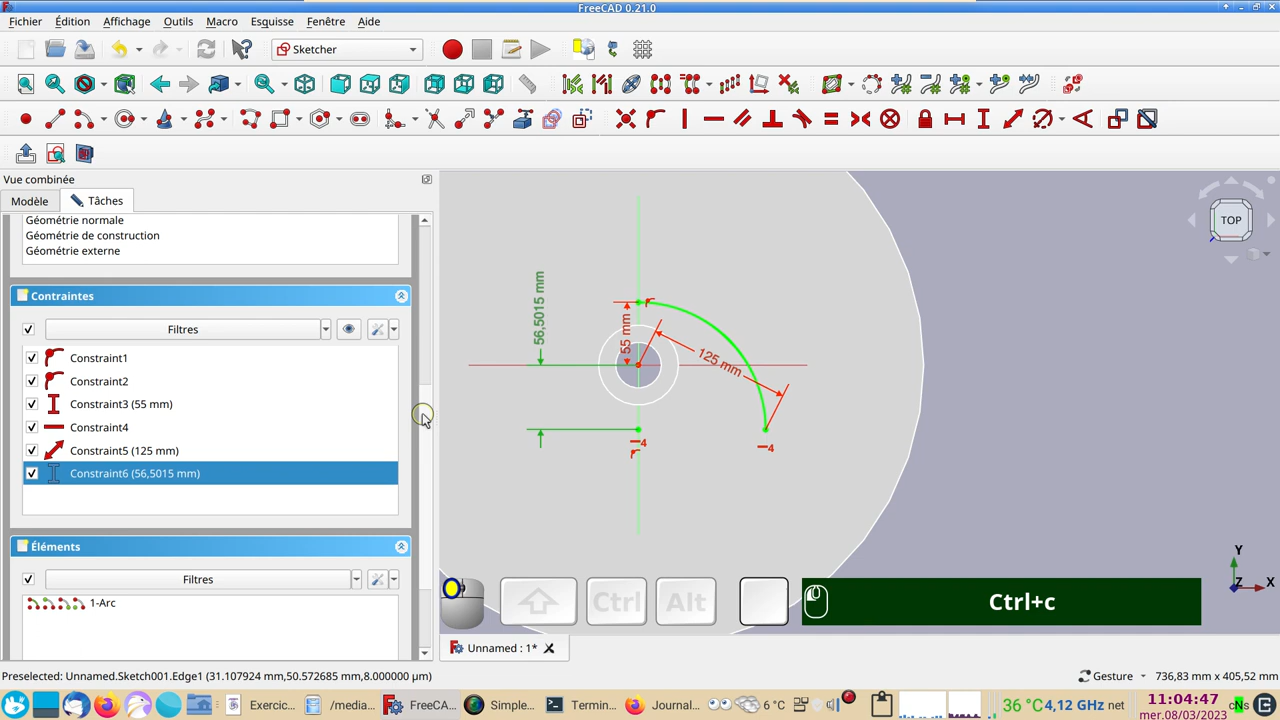 FreeCAD 0.21.0
Fichier Édition Affichage Outils Macro Esquisse Fenêtre Aide
Sketcher
Vue combinée
Modèle Tâches
Géométrie normale
Géométrie de construction
Géométrie externe
Contraintes
Filtres
Constraint1
Constraint2
Constraint3 (55 mm)
Constraint4
Constraint5 (125 mm)
Constraint6 (56,5015 mm)
Éléments
Filtres
1-Arc
TOP
56,5015 mm
55 mm
125 mm
4
4
Y
Z X
Ctrl Alt Ctrl+c
Unnamed : 1*
Preselected: Unnamed.Sketch001.Edge1 (31.107924 mm,50.572685 mm,8.000000 µm) Gesture 736,83 mm x 405,52 mm
Exercic... /media... FreeCA... Simple... Termin... Journal... 6 °C 36 °C 4,12 GHz net 11:04:47
mer.08/03/2023